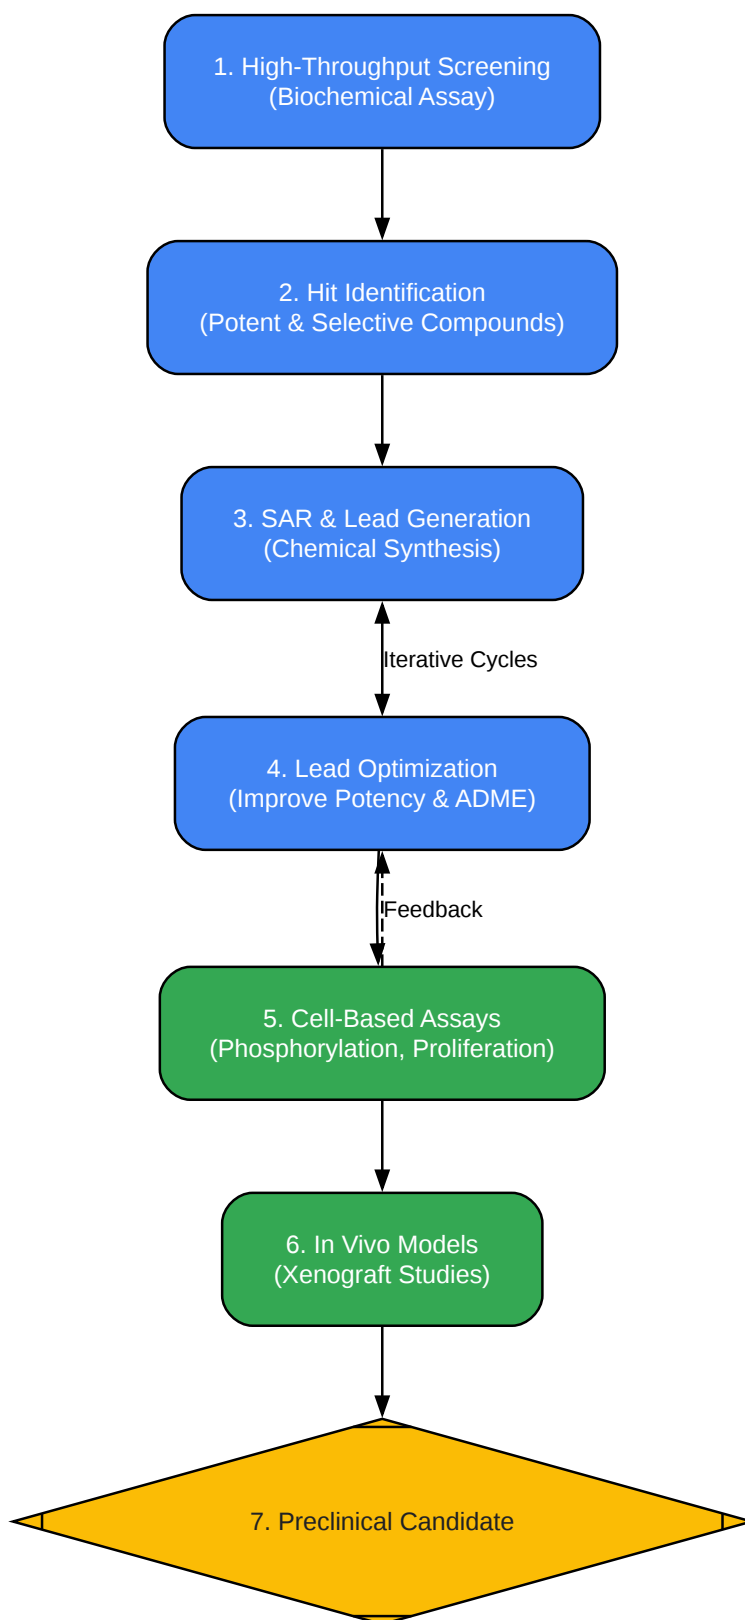 1. High-Throughput Screening
(Biochemical Assay)
2. Hit Identification
(Potent & Selective Compounds)
3. SAR & Lead Generation
(Chemical Synthesis)
Iterative Cycles
4. Lead Optimization
(Improve Potency & ADME)
Feedback
5. Cell-Based Assays
(Phosphorylation, Proliferation)
6. In Vivo Models
(Xenograft Studies)
7. Preclinical Candidate